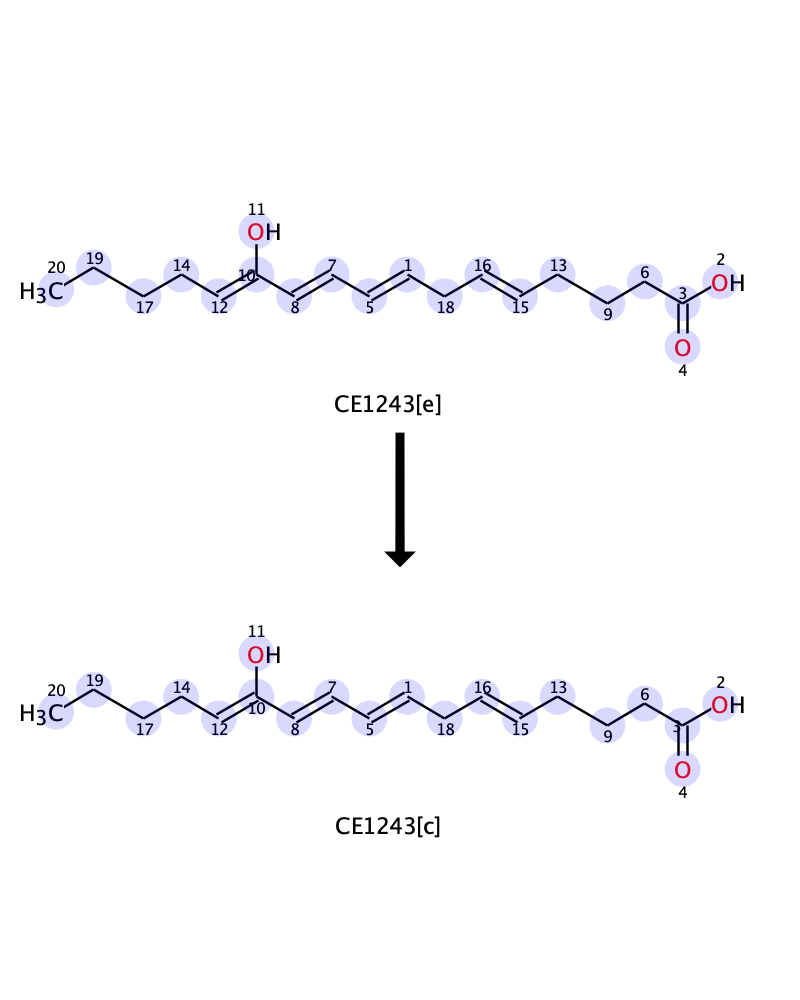 11
OH
20 19 14 10 7 1 16 13 6 2
H3C OH
17 12 8 5 18 15 9 3
O
4
CE1243[e]
11
OH
20 19 14 7 1 16 13 6 2
H3C OH
17 12 10 8 5 18 15 9 3
O
4
CE1243[c]